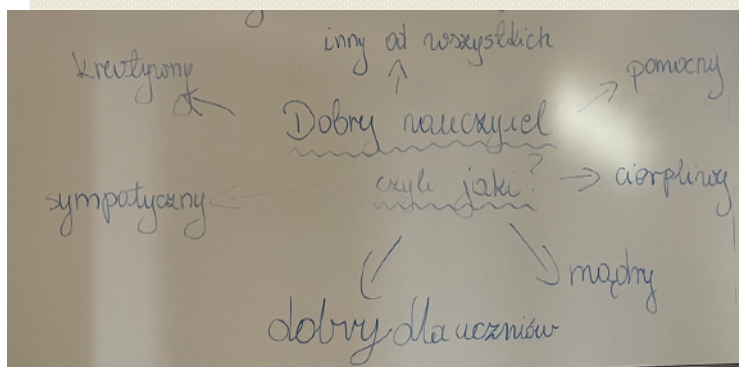 inny od wszystkich
kreatywny
pomocny
Dobry nauczyciel
czyli jaki?
cierpliwy
sympatyczny
mądry
dobry dla uczniów